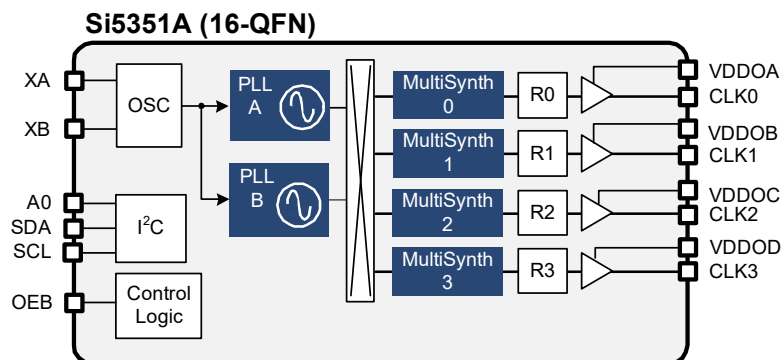 Si5351A (16-QFN)
XA
XB
OSC
PLL
A
PLL
B
MultiSynth
0
R0
VDDOA
CLK0
MultiSynth
1
R1
VDDOB
CLK1
MultiSynth
2
R2
VDDOC
CLK2
MultiSynth
3
R3
VDDOD
CLK3
A0
SDA
SCL
I²C
OEB
Control
Logic